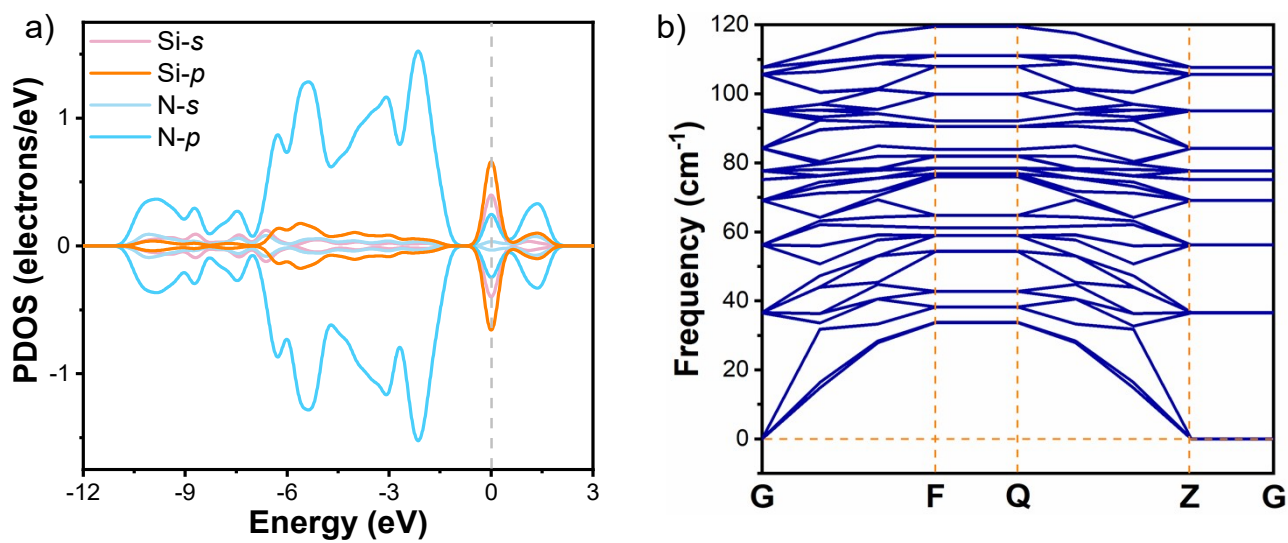 a)
Si-s
Si-p
N-s
N-p
PDOS (electrons/eV)
1
0
-1
-12
-9
-6
-3
0
3
Energy (eV)
b)
Frequency (cm⁻¹)
120
100
80
60
40
20
0
-10
G
F
Q
Z
G